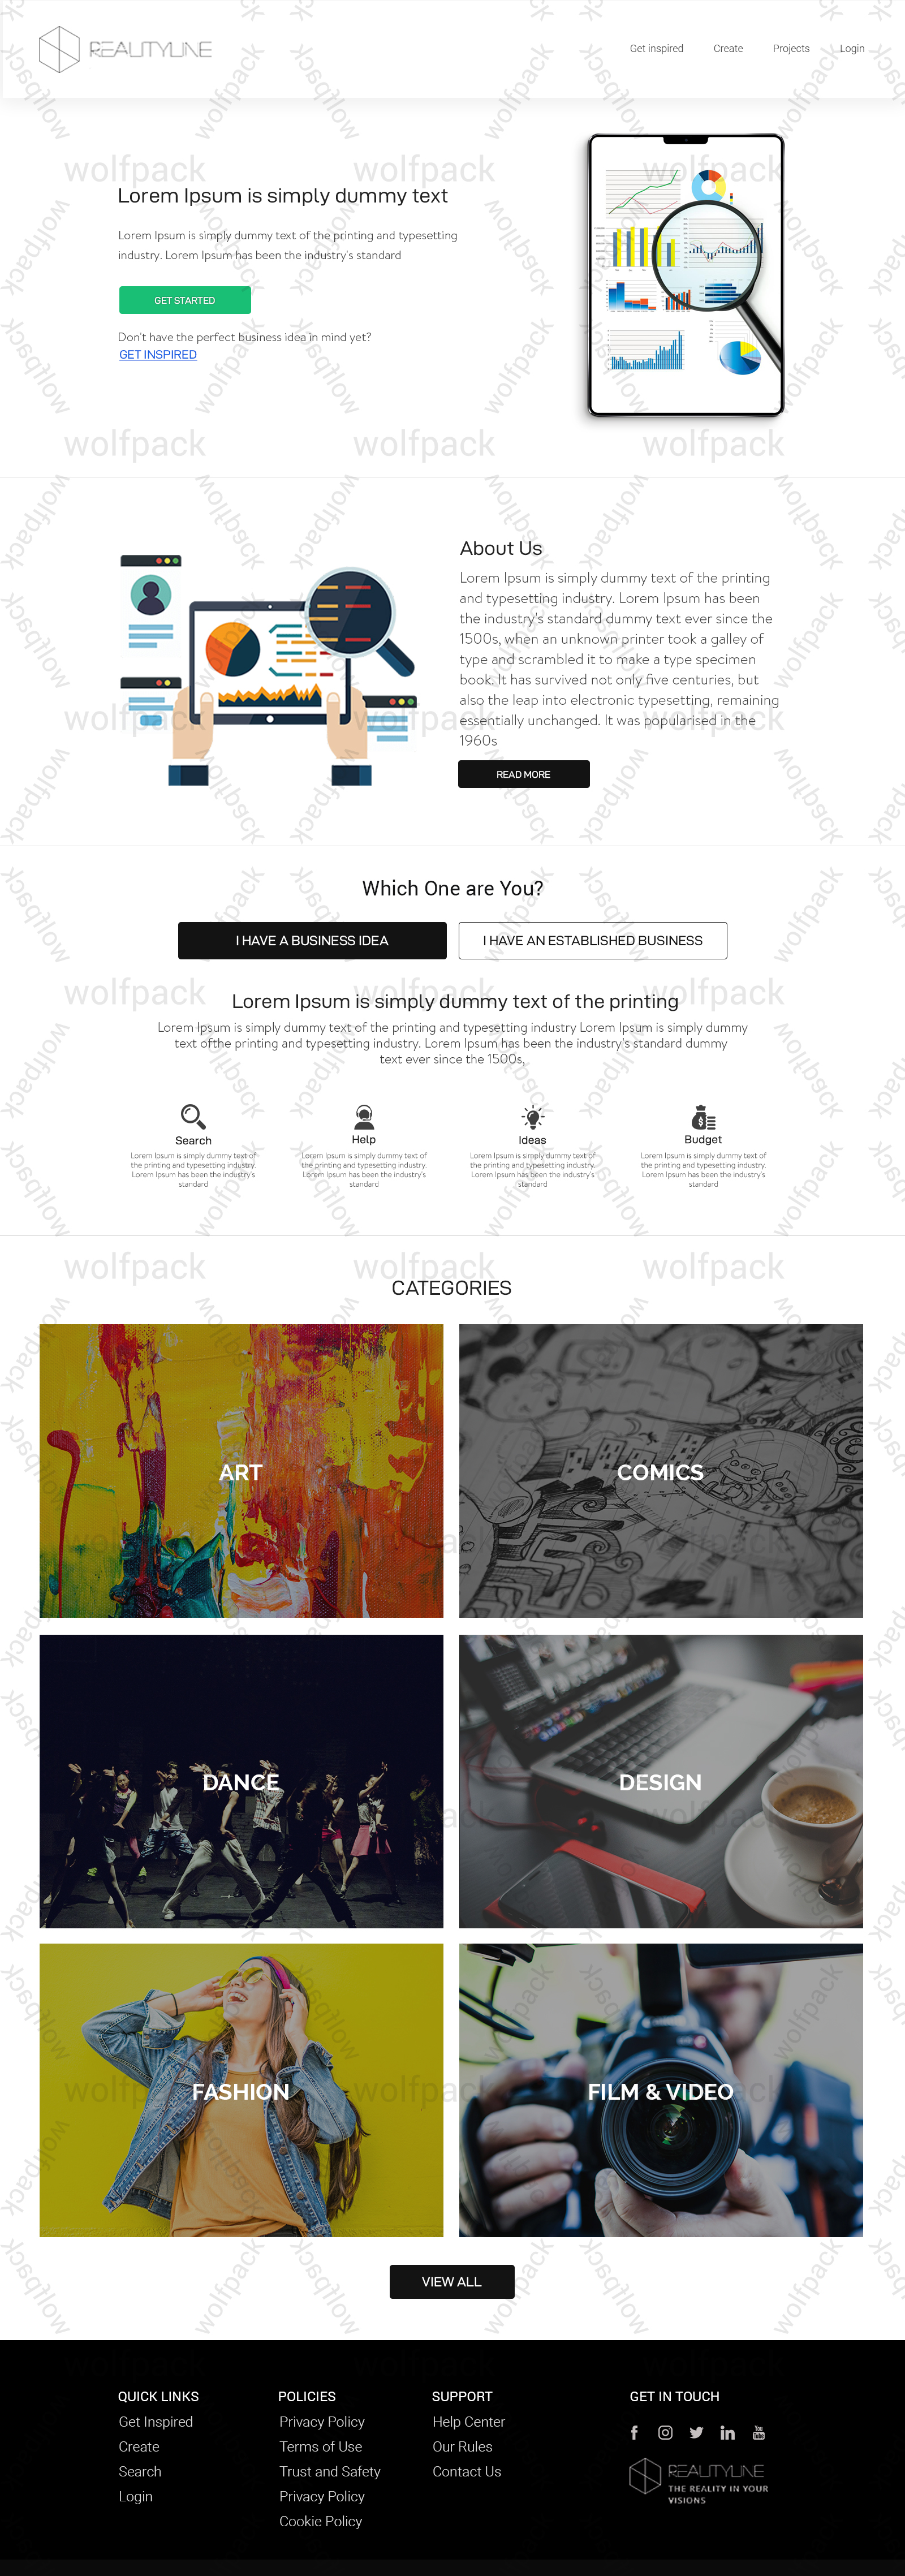 REALITYLINE
Get inspired
Create
Projects
Login
Lorem Ipsum is simply dummy text
Lorem Ipsum is simply dummy text of the printing and typesetting
industry. Lorem Ipsum has been the industry's standard
GET STARTED
Don't have the perfect business idea in mind yet?
GET INSPIRED
About Us
Lorem Ipsum is simply dummy text of the printing
and typesetting industry. Lorem Ipsum has been
the industry's standard dummy text ever since the
1500s, when an unknown printer took a galley of
type and scrambled it to make a type specimen
book. It has survived not only five centuries, but
also the leap into electronic typesetting, remaining
essentially unchanged. It was popularised in the
1960s
READ MORE
Which One are You?
I HAVE A BUSINESS IDEA
I HAVE AN ESTABLISHED BUSINESS
Lorem Ipsum is simply dummy text of the printing
Lorem Ipsum is simply dummy text of the printing and typesetting industry Lorem Ipsum is simply dummy
text ofthe printing and typesetting industry. Lorem Ipsum has been the industry's standard dummy
text ever since the 1500s,
Search
Lorem Ipsum is simply dummy text of
the printing and typesetting industry.
Lorem Ipsum has been the industry's
standard
Help
Lorem Ipsum is simply dummy text of
the printing and typesetting industry.
Lorem Ipsum has been the industry's
standard
Ideas
Lorem Ipsum is simply dummy text of
the printing and typesetting industry.
Lorem Ipsum has been the industry's
standard
Budget
Lorem Ipsum is simply dummy text of
the printing and typesetting industry.
Lorem Ipsum has been the industry's
standard
CATEGORIES
ART
COMICS
DANCE
DESIGN
FASHION
FILM & VIDEO
VIEW ALL
QUICK LINKS
Get Inspired
Create
Search
Login
POLICIES
Privacy Policy
Terms of Use
Trust and Safety
Privacy Policy
Cookie Policy
SUPPORT
Help Center
Our Rules
Contact Us
GET IN TOUCH
REALITYLINE
THE REALITY IN YOUR
VISIONS
wolfpack